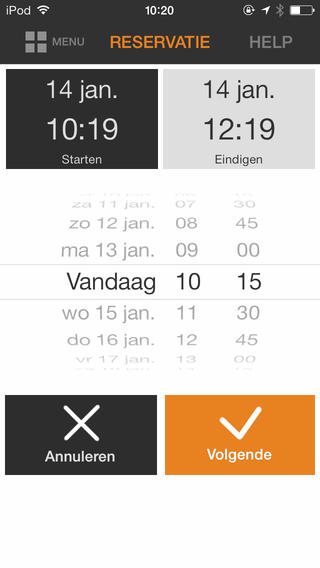 iPod 10:20
MENU RESERVATIE HELP
14 jan. 14 jan.
10:19 12:19
Starten Eindigen
za 11 jan. 07 30
zo 12 jan. 08 45
ma 13 jan. 09 00
Vandaag 10 15
wo 15 jan. 11 30
do 16 jan. 12 45
vr 17 jan. 13 00
Annuleren Volgende